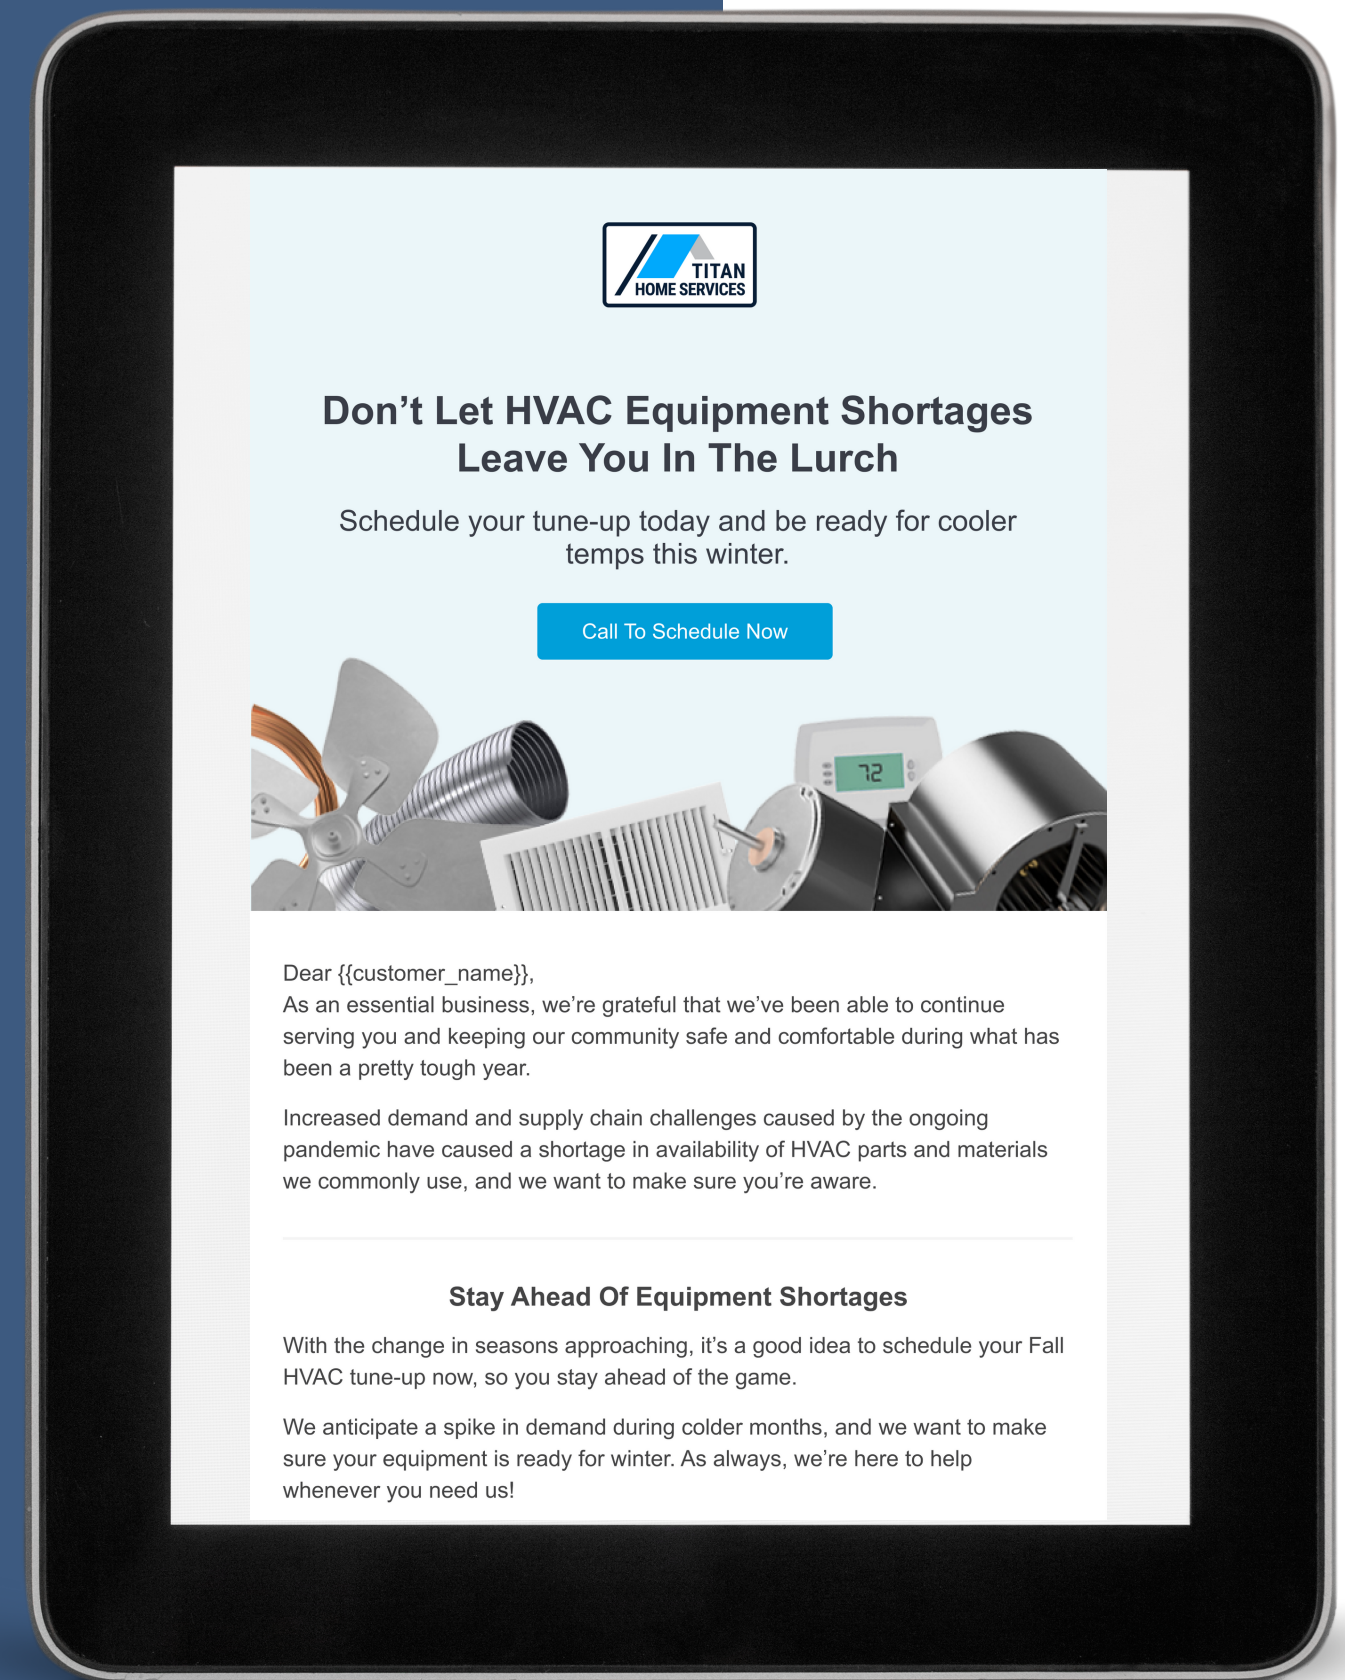 TITAN
HOME SERVICES
Don’t Let HVAC Equipment Shortages
Leave You In The Lurch
Schedule your tune-up today and be ready for cooler
temps this winter.
Call To Schedule Now
72
Dear {{customer_name}},
As an essential business, we’re grateful that we’ve been able to continue
serving you and keeping our community safe and comfortable during what has
been a pretty tough year.
Increased demand and supply chain challenges caused by the ongoing
pandemic have caused a shortage in availability of HVAC parts and materials
we commonly use, and we want to make sure you’re aware.
Stay Ahead Of Equipment Shortages
With the change in seasons approaching, it’s a good idea to schedule your Fall
HVAC tune-up now, so you stay ahead of the game.
We anticipate a spike in demand during colder months, and we want to make
sure your equipment is ready for winter. As always, we’re here to help
whenever you need us!